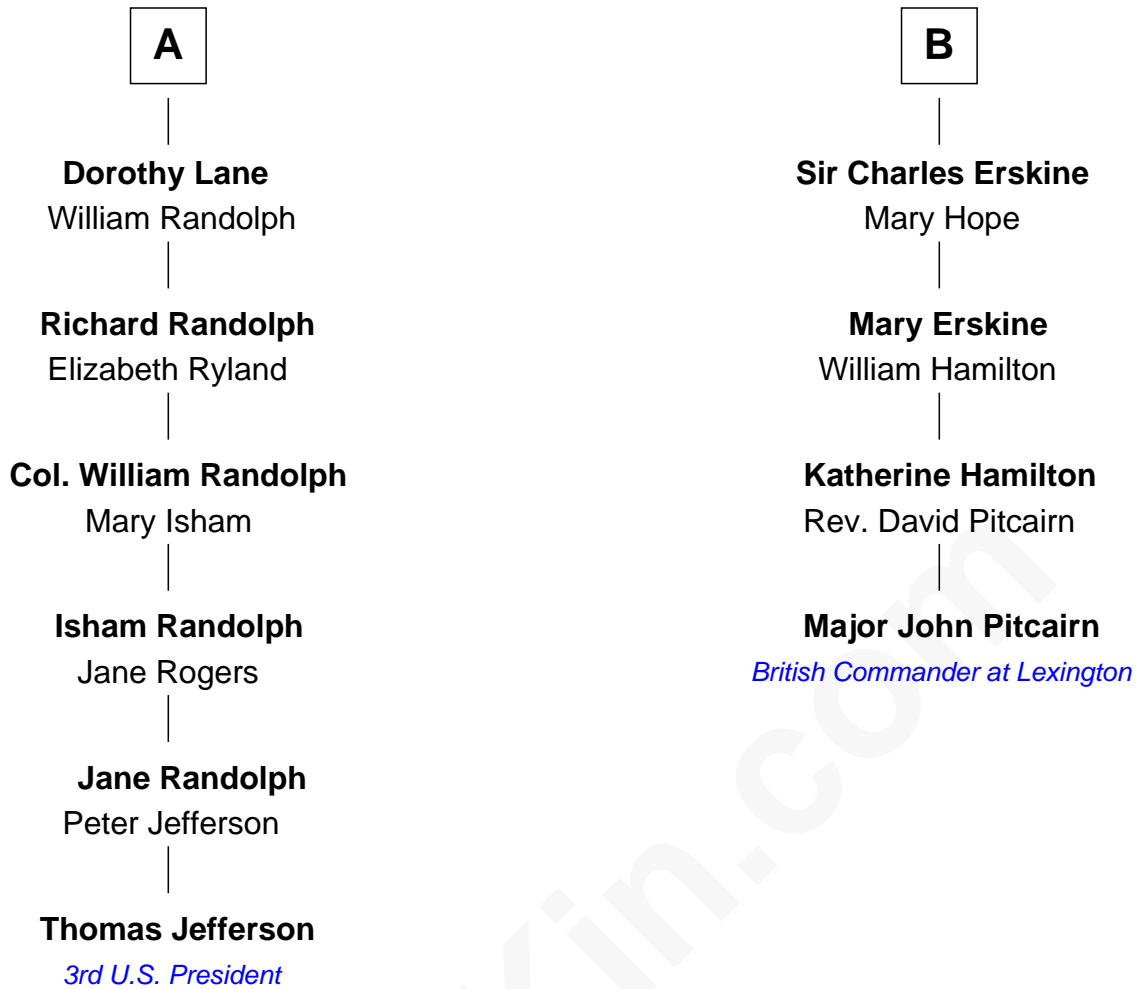 A
Dorothy Lane
William Randolph
Richard Randolph
Elizabeth Ryland
Col. William Randolph
Mary Isham
Isham Randolph
Jane Rogers
Jane Randolph
Peter Jefferson
Thomas Jefferson
3rd U.S. President
B
Sir Charles Erskine
Mary Hope
Mary Erskine
William Hamilton
Katherine Hamilton
Rev. David Pitcairn
Major John Pitcairn
British Commander at Lexington
Kin.com